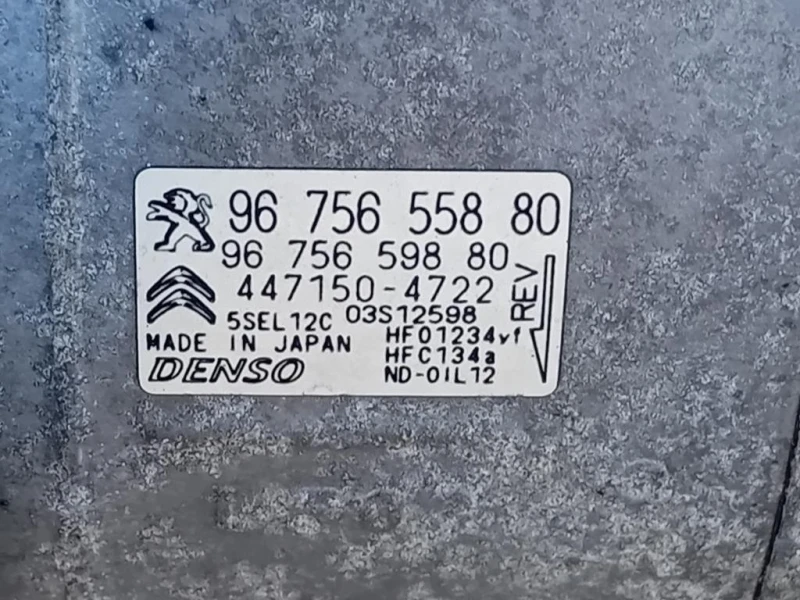 96 756 558 80
96 756 598 80
447150-4722
5SEL12C 03S12598
MADE IN JAPAN HF01234yf
DENSO HFC134a
ND-OIL12
REV